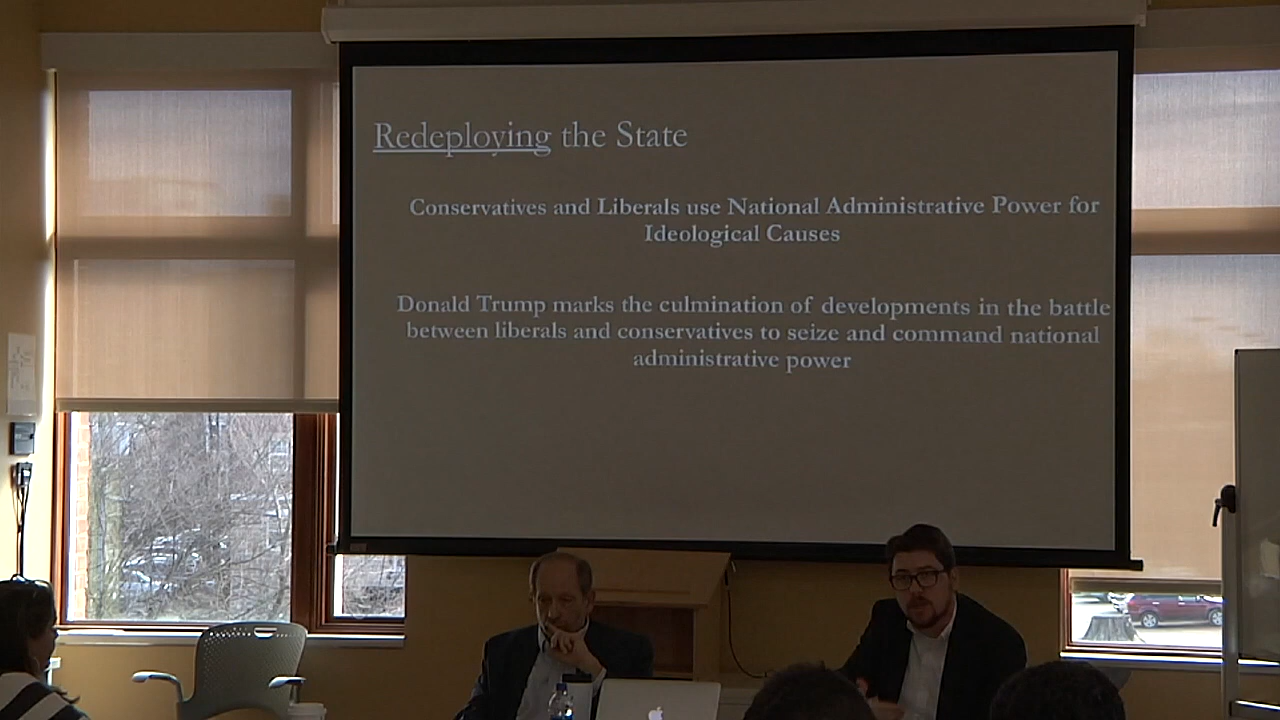 Redeploying the State
Conservatives and Liberals use National Administrative Power for
Ideological Causes
Donald Trump marks the culmination of developments in the battle
between liberals and conservatives to seize and command national
administrative power